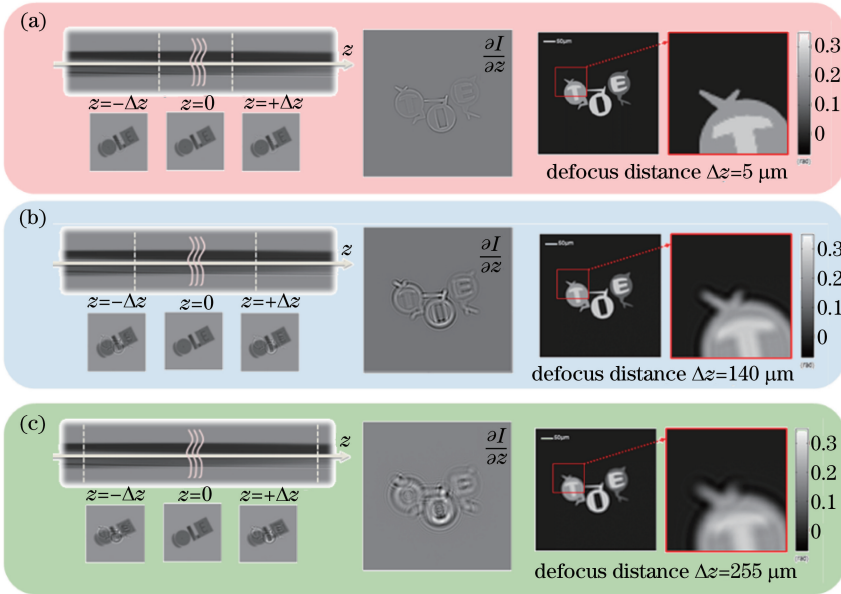 (a)
z
z=−Δz z=0 z=+Δz
∂I
∂z
50μm
0.3
0.2
0.1
0
defocus distance Δz=5 μm
(b)
z
z=−Δz z=0 z=+Δz
∂I
∂z
50μm
0.3
0.2
0.1
0
defocus distance Δz=140 μm
(c)
z
z=−Δz z=0 z=+Δz
∂I
∂z
50μm
0.3
0.2
0.1
0
defocus distance Δz=255 μm